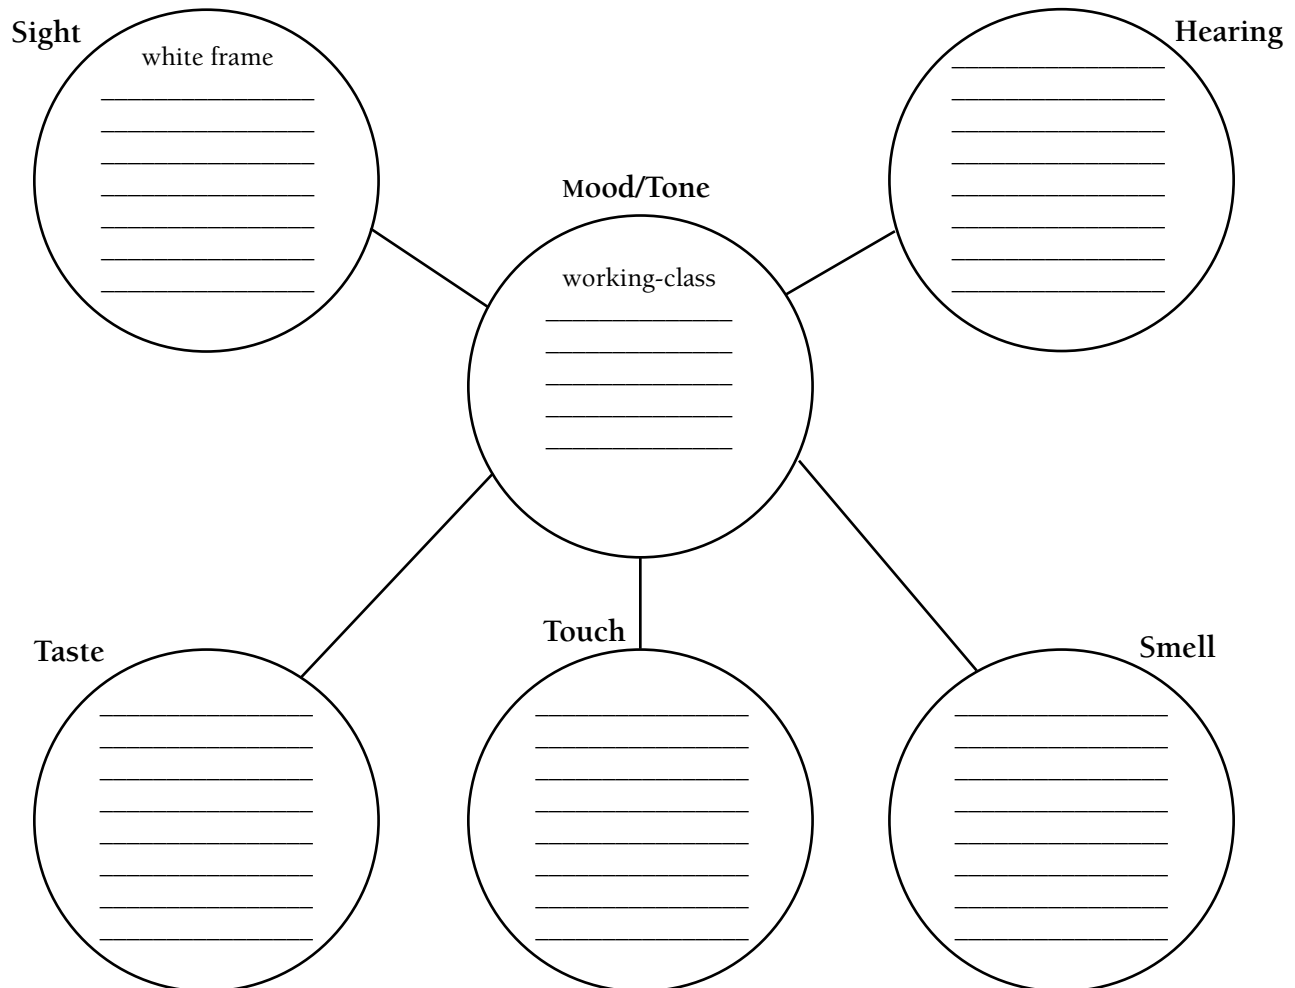 Sight
white frame
Hearing
Mood/Tone
working-class
Taste
Touch
Smell